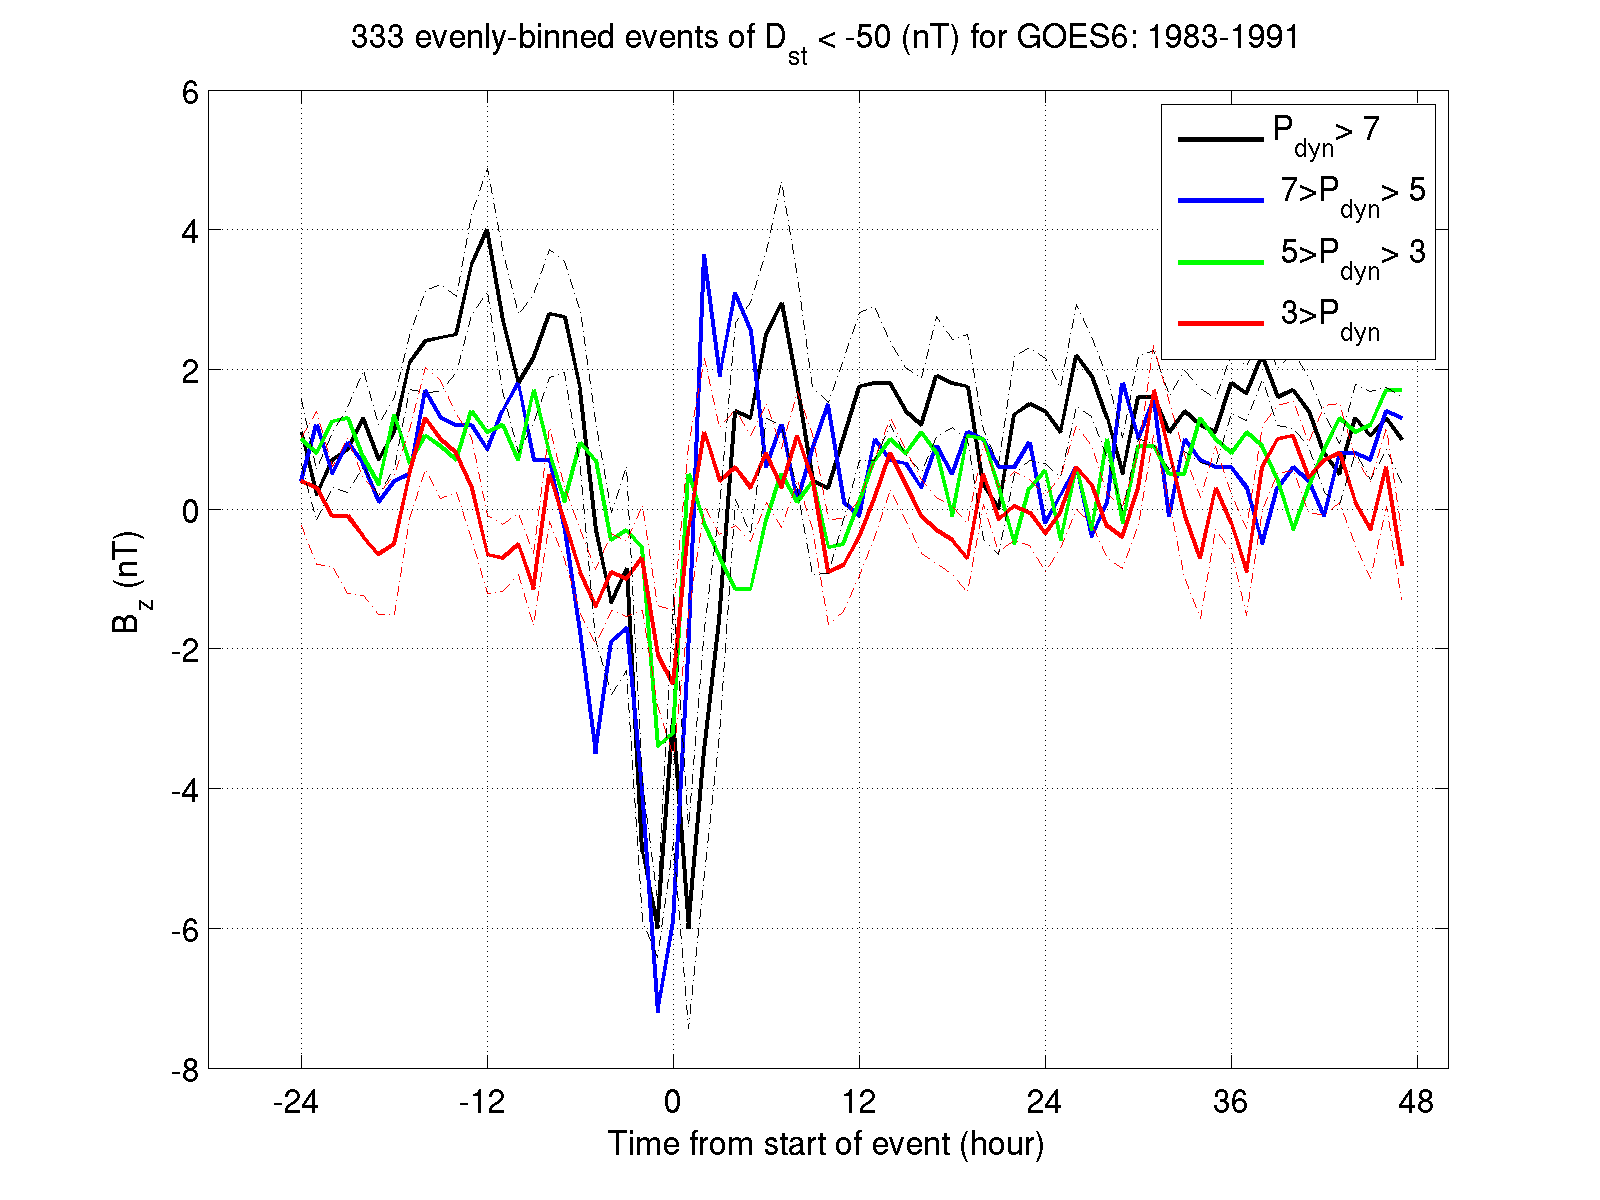 333 evenly-binned events of D_st < -50 (nT) for GOES6: 1983-1991
P_dyn> 7
7>P_dyn> 5
5>P_dyn> 3
3>P_dyn
6
4
2
0
-2
-4
-6
-8
B_z (nT)
-24 -12 0 12 24 36 48
Time from start of event (hour)